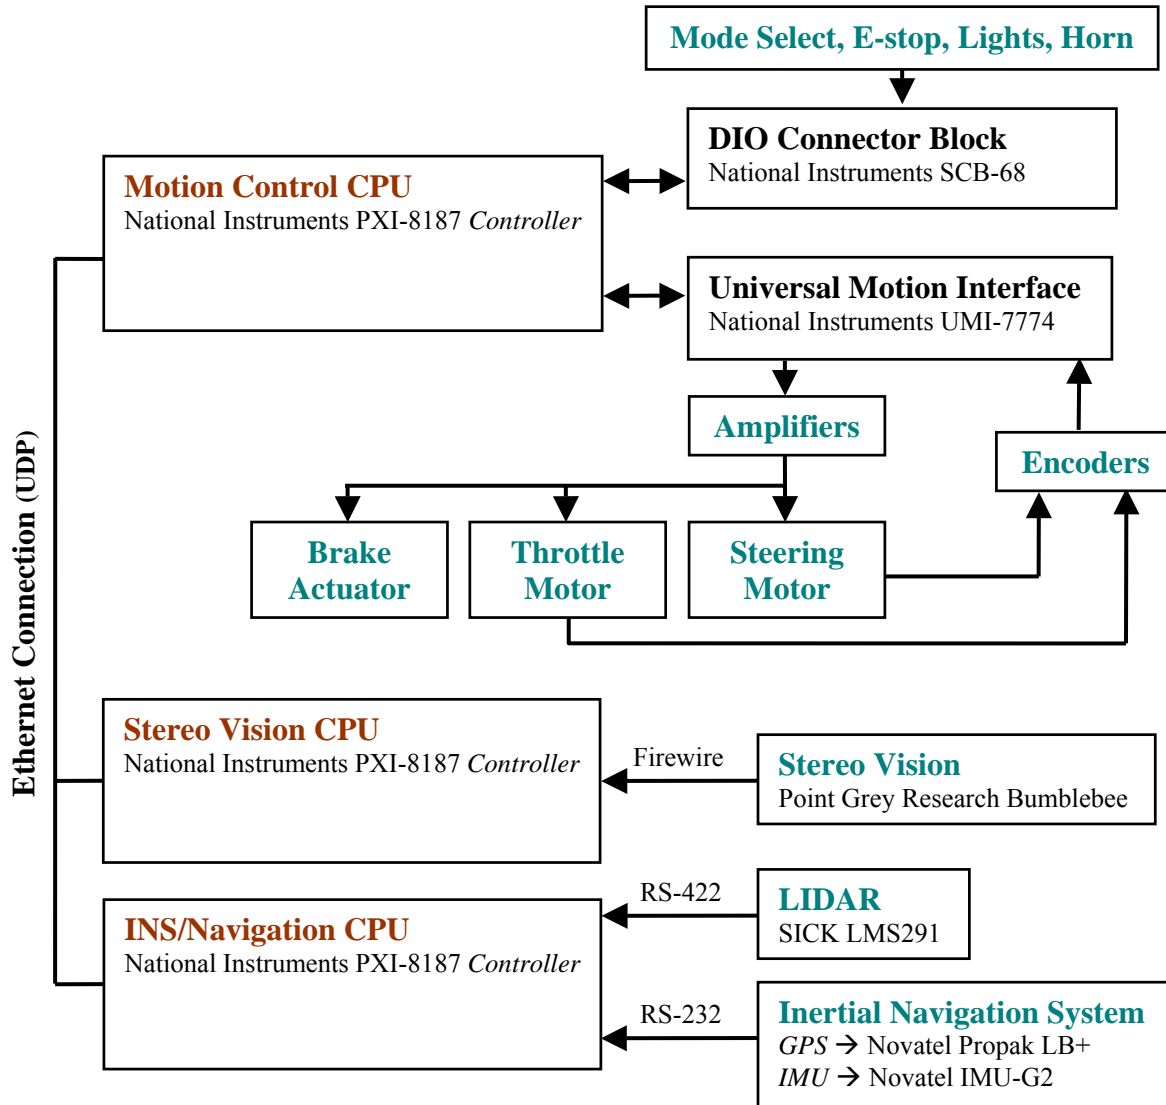 Mode Select, E-stop, Lights, Horn
DIO Connector Block
National Instruments SCB-68
Motion Control CPU
National Instruments PXI-8187 Controller
Universal Motion Interface
National Instruments UMI-7774
Amplifiers
Encoders
Brake
Actuator
Throttle
Motor
Steering
Motor
Ethernet Connection (UDP)
Stereo Vision CPU
National Instruments PXI-8187 Controller
Firewire
Stereo Vision
Point Grey Research Bumblebee
INS/Navigation CPU
National Instruments PXI-8187 Controller
RS-422
LIDAR
SICK LMS291
RS-232
Inertial Navigation System
GPS → Novatel Propak LB+
IMU → Novatel IMU-G2